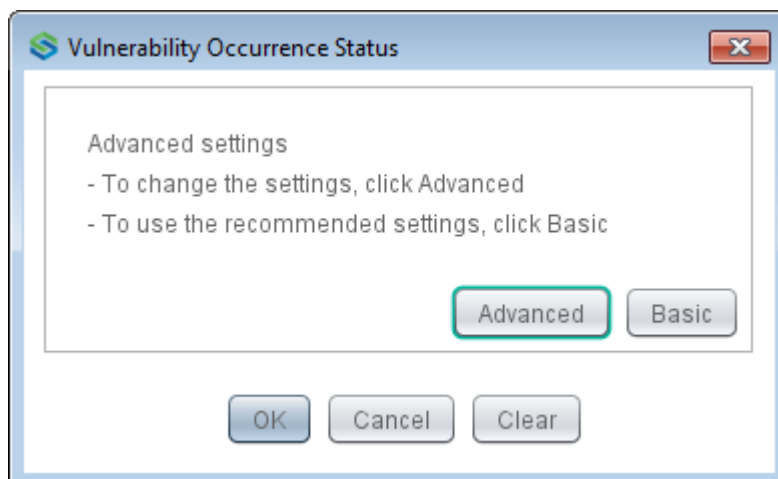 Vulnerability Occurrence Status
Advanced settings
- To change the settings, click Advanced
- To use the recommended settings, click Basic
Advanced Basic
OK Cancel Clear